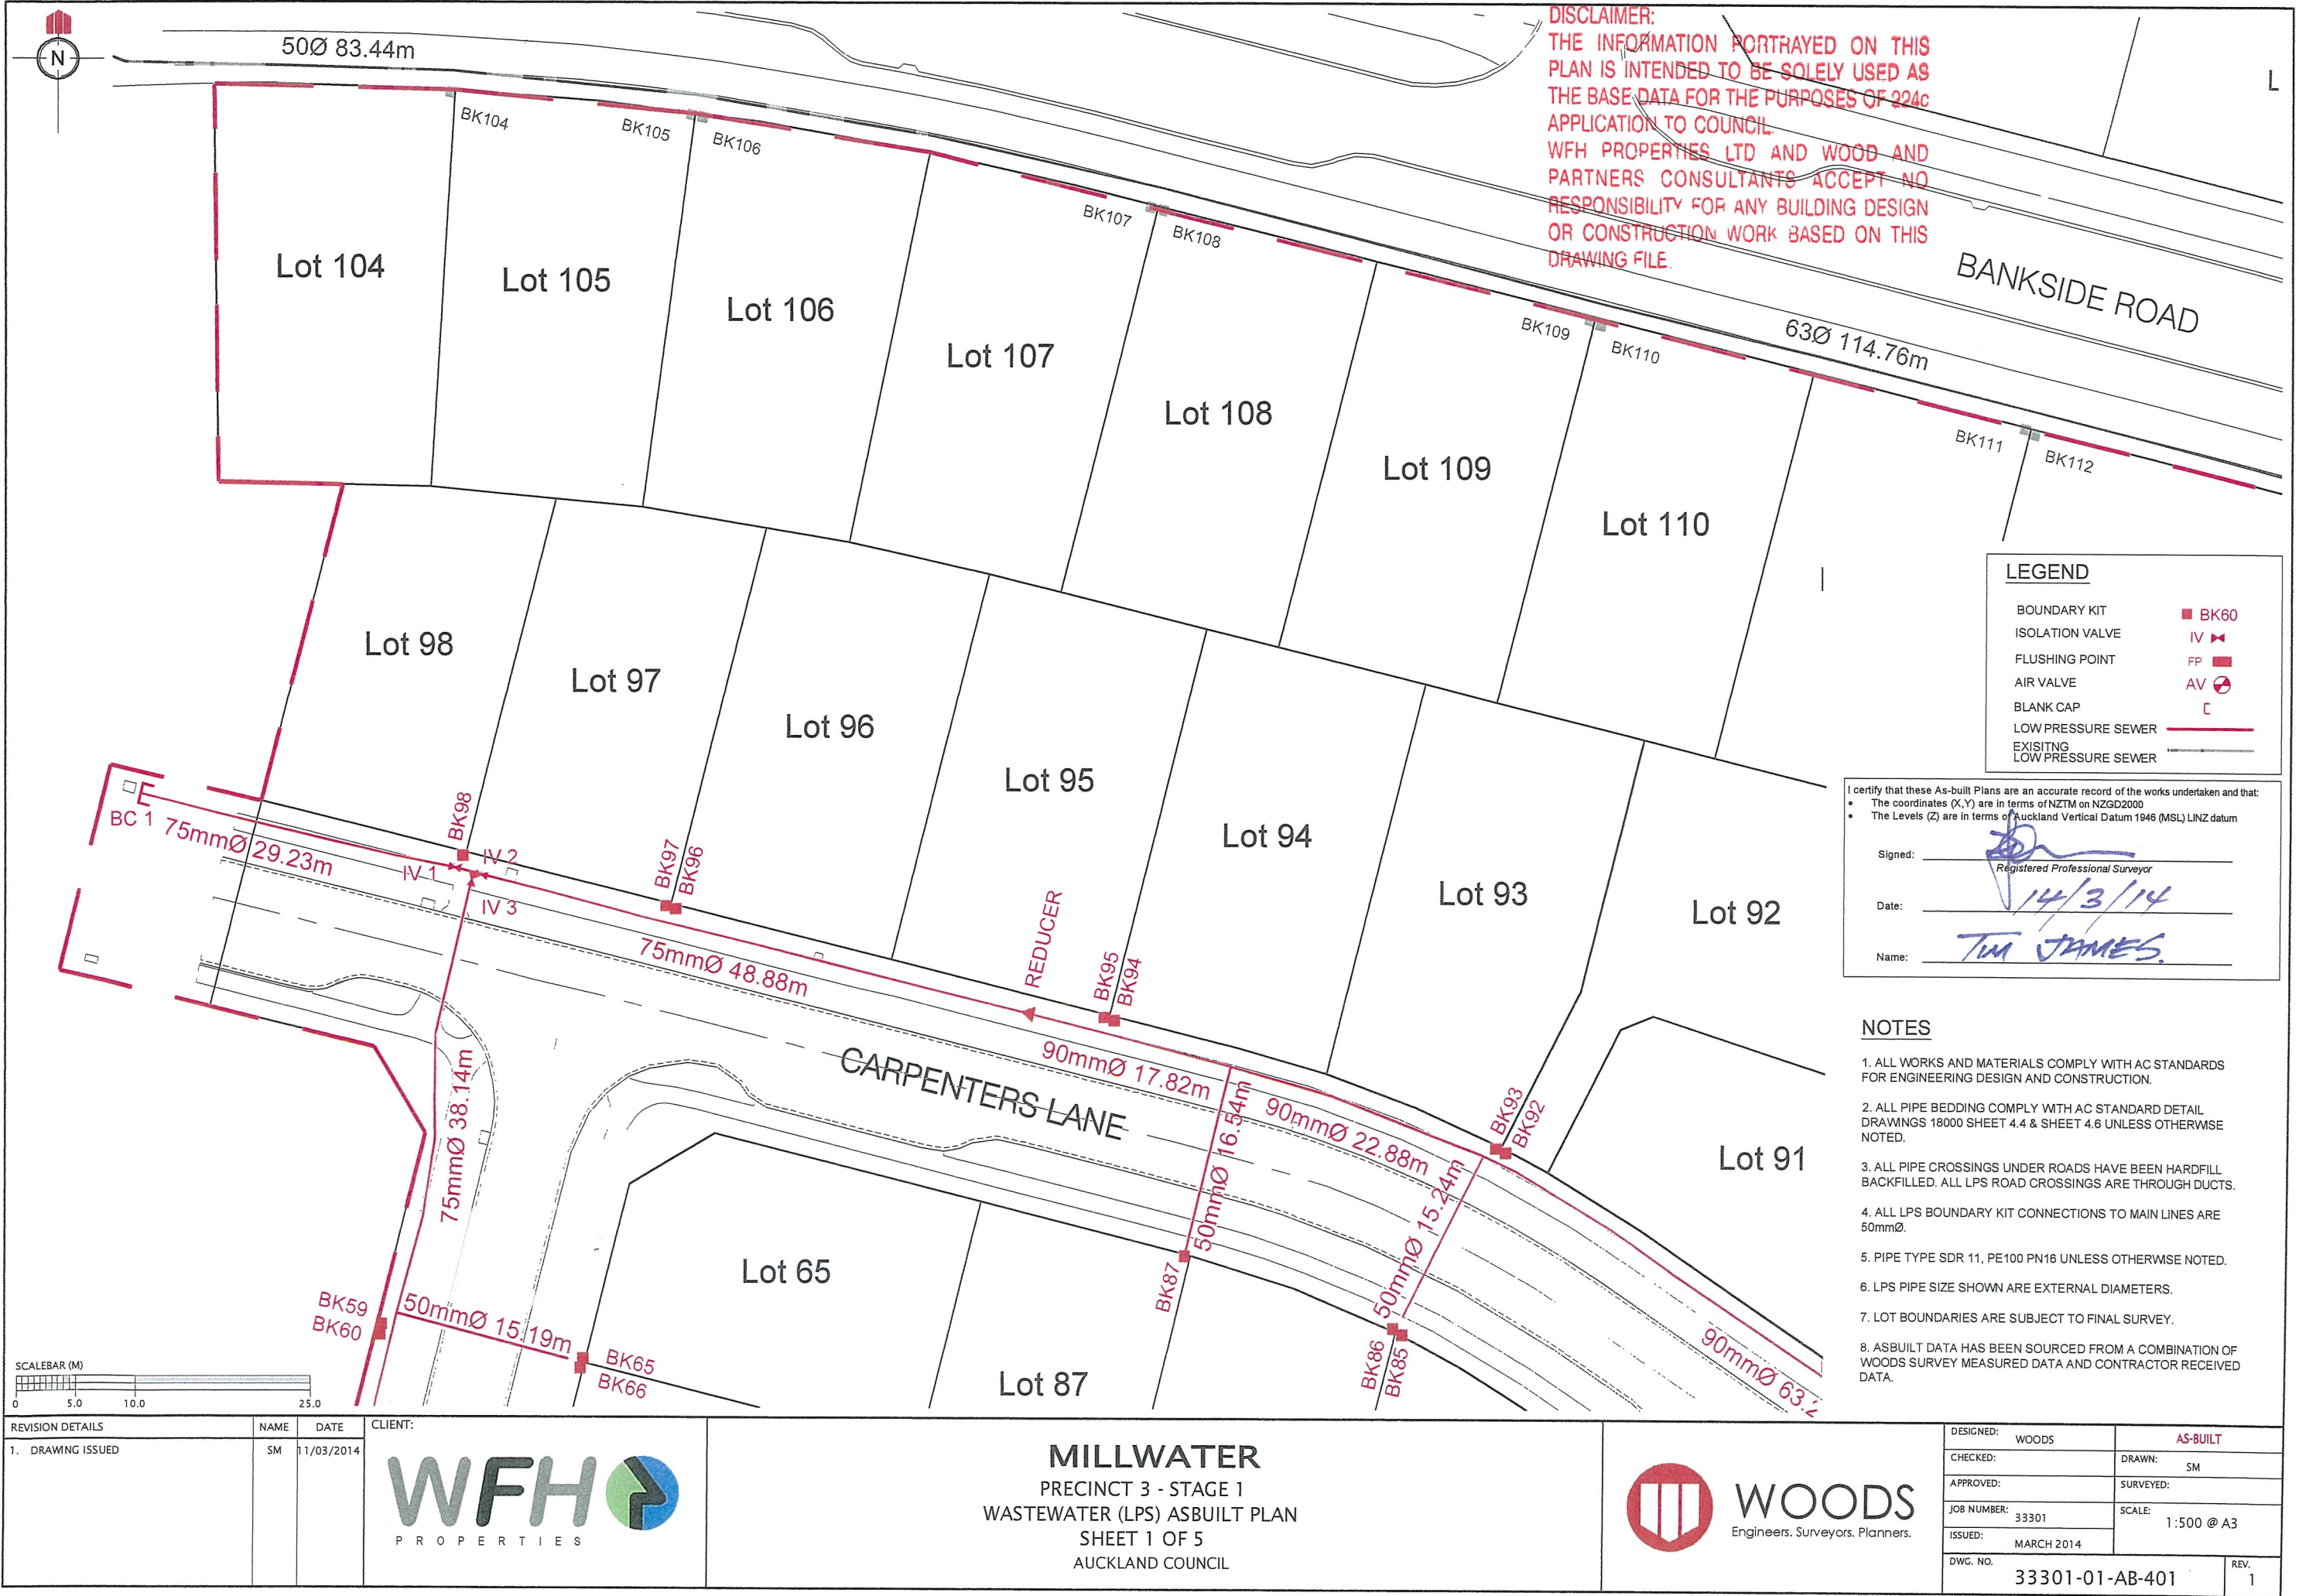 N
50Ø 83.44m
DISCLAIMER:
THE INFORMATION PORTRAYED ON THIS
PLAN IS INTENDED TO BE SOLELY USED AS
THE BASE DATA FOR THE PURPOSES OF 224c
APPLICATION TO COUNCIL.
WFH PROPERTIES LTD AND WOOD AND
PARTNERS CONSULTANTS ACCEPT NO
RESPONSIBILITY FOR ANY BUILDING DESIGN
OR CONSTRUCTION WORK BASED ON THIS
DRAWING FILE.
L
BK104
BK105
BK106
BK107
BK108
BK109
BK110
BK111
BK112
BANKSIDE ROAD
63Ø 114.76m
Lot 104
Lot 105
Lot 106
Lot 107
Lot 108
Lot 109
Lot 110
Lot 98
Lot 97
Lot 96
Lot 95
Lot 94
Lot 93
Lot 92
Lot 91
LEGEND
BOUNDARY KIT BK60
ISOLATION VALVE IV
FLUSHING POINT FP
AIR VALVE AV
BLANK CAP
LOW PRESSURE SEWER
EXISITNG
LOW PRESSURE SEWER
I certify that these As-built Plans are an accurate record of the works undertaken and that:
• The coordinates (X,Y) are in terms of NZTM on NZGD2000
• The Levels (Z) are in terms of Auckland Vertical Datum 1946 (MSL) LINZ datum
Signed:
Registered Professional Surveyor
Date: 14/3/14
Name: TIM JAMES.
BC 1
75mmØ 29.23m
BK98
IV 1
IV 2
IV 3
BK97
BK96
75mmØ 48.88m
REDUCER
BK95
BK94
90mmØ 17.82m
CARPENTERS LANE
75mmØ 38.14m
50mmØ 16.54m
90mmØ 22.88m
50mmØ 15.24m
BK93
BK92
90mmØ 63.2
Lot 65
Lot 87
BK87
BK86
BK85
BK59
BK60
50mmØ 15.19m
BK65
BK66
NOTES
1. ALL WORKS AND MATERIALS COMPLY WITH AC STANDARDS
FOR ENGINEERING DESIGN AND CONSTRUCTION.
2. ALL PIPE BEDDING COMPLY WITH AC STANDARD DETAIL
DRAWINGS 18000 SHEET 4.4 & SHEET 4.6 UNLESS OTHERWISE
NOTED.
3. ALL PIPE CROSSINGS UNDER ROADS HAVE BEEN HARDFILL
BACKFILLED. ALL LPS ROAD CROSSINGS ARE THROUGH DUCTS.
4. ALL LPS BOUNDARY KIT CONNECTIONS TO MAIN LINES ARE
50mmØ.
5. PIPE TYPE SDR 11, PE100 PN16 UNLESS OTHERWISE NOTED.
6. LPS PIPE SIZE SHOWN ARE EXTERNAL DIAMETERS.
7. LOT BOUNDARIES ARE SUBJECT TO FINAL SURVEY.
8. ASBUILT DATA HAS BEEN SOURCED FROM A COMBINATION OF
WOODS SURVEY MEASURED DATA AND CONTRACTOR RECEIVED
DATA.
SCALEBAR (M)
0 5.0 10.0 25.0
REVISION DETAILS NAME DATE
1. DRAWING ISSUED SM 11/03/2014
CLIENT:
WFH
PROPERTIES
MILLWATER
PRECINCT 3 - STAGE 1
WASTEWATER (LPS) ASBUILT PLAN
SHEET 1 OF 5
AUCKLAND COUNCIL
WOODS
Engineers. Surveyors. Planners.
DESIGNED: WOODS
AS-BUILT
CHECKED:
DRAWN: SM
APPROVED:
SURVEYED:
JOB NUMBER: 33301
SCALE: 1:500 @ A3
ISSUED: MARCH 2014
DWG. NO. 33301-01-AB-401
REV. 1